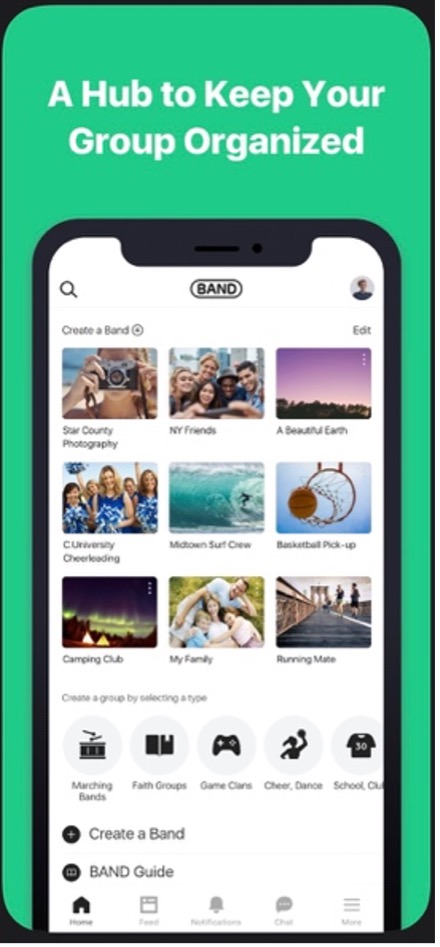 A Hub to Keep Your
Group Organized
BAND
Create a Band
Edit
Star County
Photography
NY Friends
A Beautiful Earth
C.University
Cheerleading
Midtown Surf Crew
Basketball Pick-up
Camping Club
My Family
Running Mate
Create a group by selecting a type
30
Marching
Bands
Faith Groups
Game Clans
Cheer, Dance
School, Clu
Create a Band
BAND Guide
Home
Feed
Notifications
Chat
More